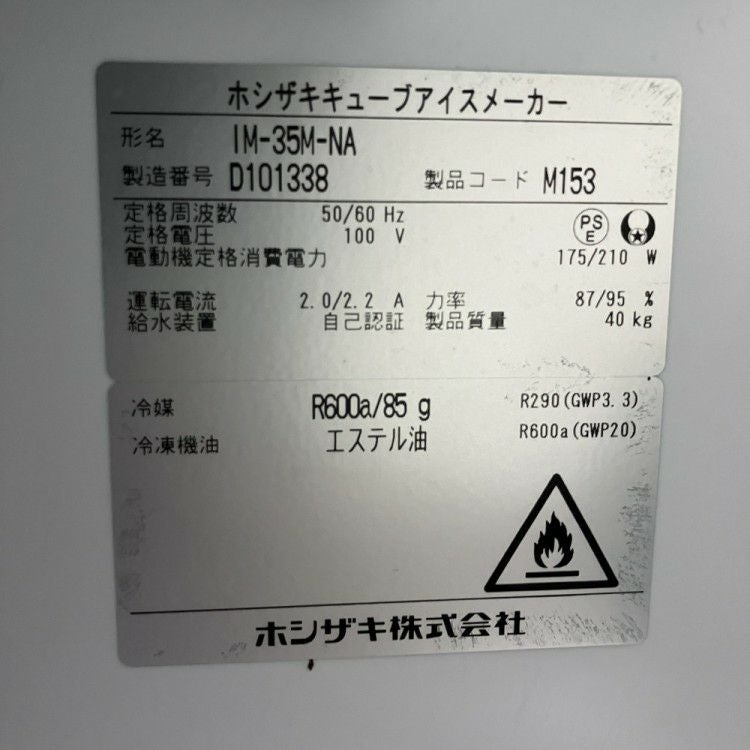 ホシザキキューブアイスメーカー
形名 IM-35M-NA
製造番号 D101338 製品コード M153
定格周波数 50/60 Hz
定格電圧 100 V
PS E
電動機定格消費電力 175/210 W
運転電流 2.0/2.2 A 力率 87/95 %
給水装置 自己認証 製品質量 40 kg
冷媒 R600a/85 g R290(GWP3.3)
冷凍機油 エステル油 R600a(GWP20)
ホシザキ株式会社